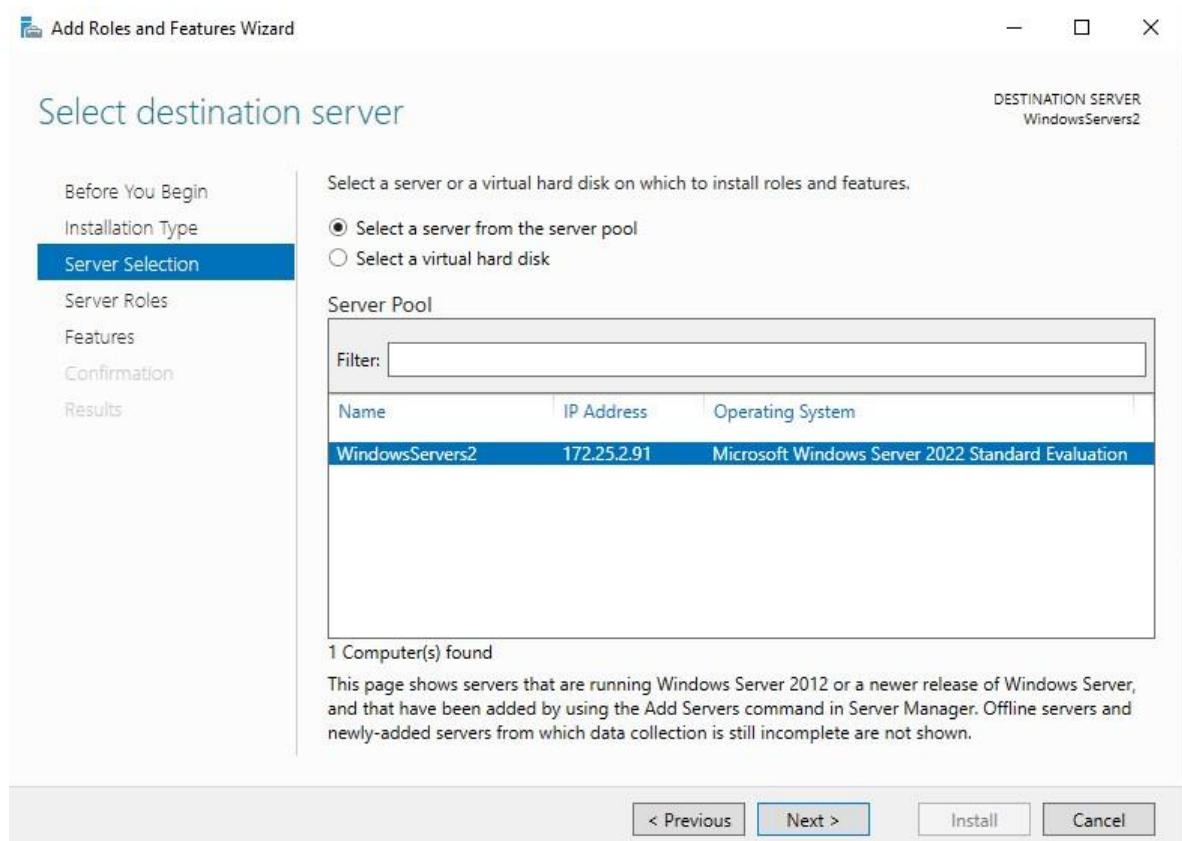 Add Roles and Features Wizard
Select destination server
DESTINATION SERVER
WindowsServers2
Before You Begin
Installation Type
Server Selection
Server Roles
Features
Confirmation
Results
Select a server or a virtual hard disk on which to install roles and features.
Select a server from the server pool
Select a virtual hard disk
Server Pool
Filter:
Name IP Address Operating System
WindowsServers2 172.25.2.91 Microsoft Windows Server 2022 Standard Evaluation
1 Computer(s) found
This page shows servers that are running Windows Server 2012 or a newer release of Windows Server,
and that have been added by using the Add Servers command in Server Manager. Offline servers and
newly-added servers from which data collection is still incomplete are not shown.
< Previous Next > Install Cancel